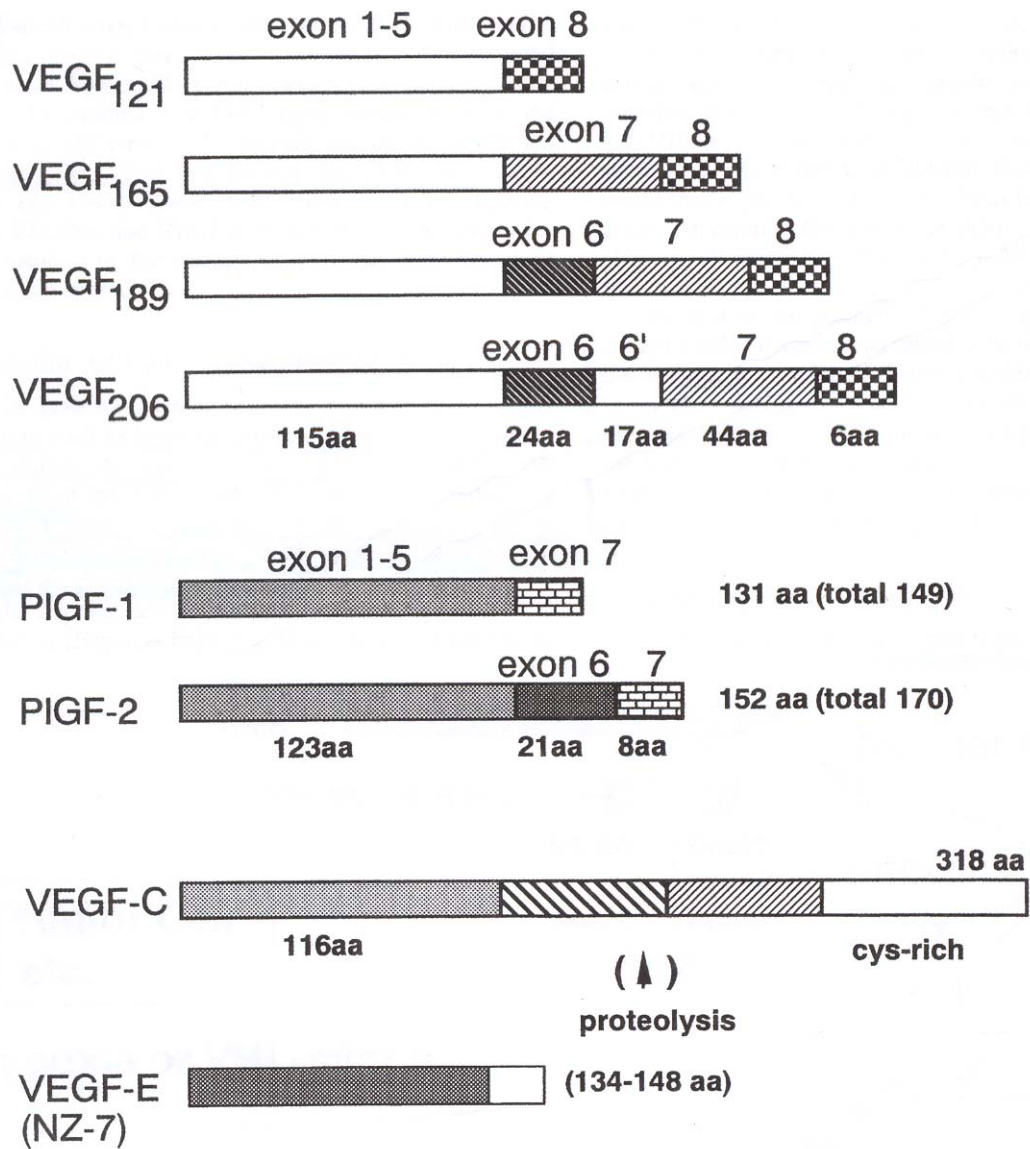 exon 1-5 exon 8
VEGF121
exon 7 8
VEGF165
exon 6 7 8
VEGF189
exon 6 6' 7 8
VEGF206
115aa 24aa 17aa 44aa 6aa
exon 1-5 exon 7
PlGF-1 131 aa (total 149)
exon 6 7
PlGF-2 152 aa (total 170)
123aa 21aa 8aa
318 aa
VEGF-C
116aa cys-rich
( )
proteolysis
VEGF-E (134-148 aa)
(NZ-7)